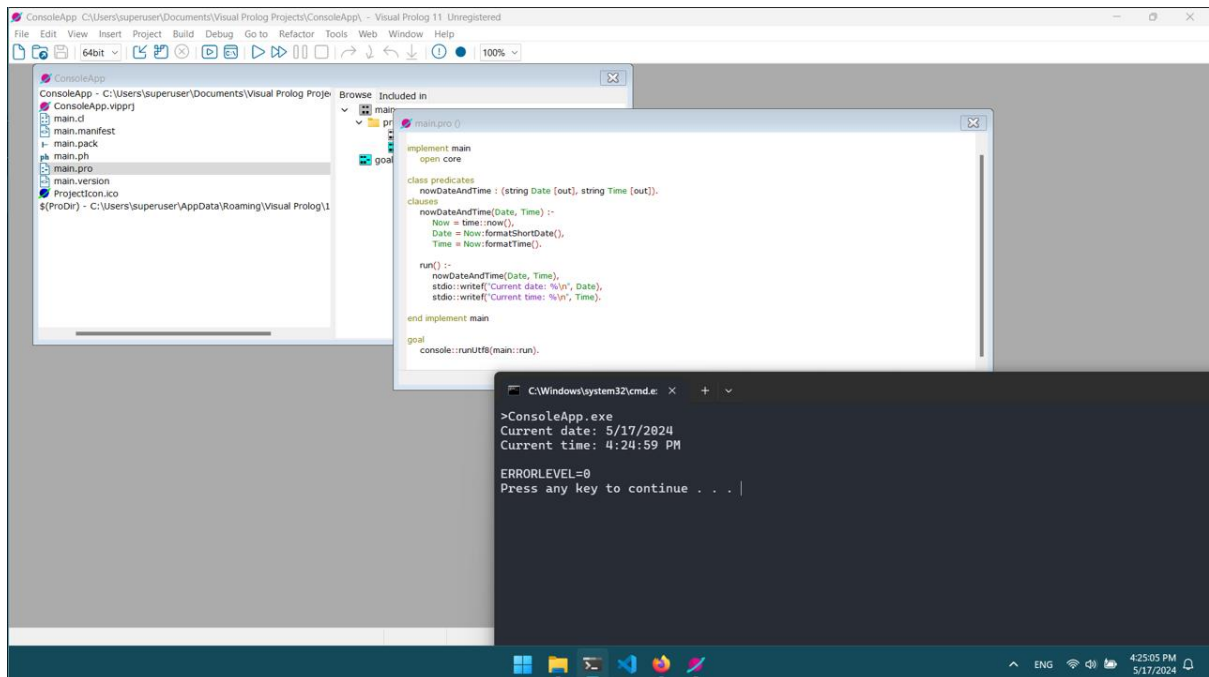 ConsoleApp C:\Users\superuser\Documents\Visual Prolog Projects\ConsoleApp\ - Visual Prolog 11 Unregistered
File Edit View Insert Project Build Debug Go to Refactor Tools Web Window Help
64bit 100%
ConsoleApp
ConsoleApp - C:\Users\superuser\Documents\Visual Prolog Proje
ConsoleApp.vipprj
main.cl
main.manifest
main.pack
main.ph
main.pro
main.version
ProjectIcon.ico
$(ProDir) - C:\Users\superuser\AppData\Roaming\Visual Prolog\1
Browse Included in
main
pr
goal
main.pro ()
implement main
open core
class predicates
nowDateAndTime : (string Date [out], string Time [out]).
clauses
nowDateAndTime(Date, Time) :-
Now = time::now(),
Date = Now:formatShortDate(),
Time = Now:formatTime().
run() :-
nowDateAndTime(Date, Time),
stdio::writef("Current date: %\n", Date),
stdio::writef("Current time: %\n", Time).
end implement main
goal
console::runUtf8(main::run).
C:\Windows\system32\cmd.e:
>ConsoleApp.exe
Current date: 5/17/2024
Current time: 4:24:59 PM
ERRORLEVEL=0
Press any key to continue . . .
ENG
4:25:05 PM
5/17/2024